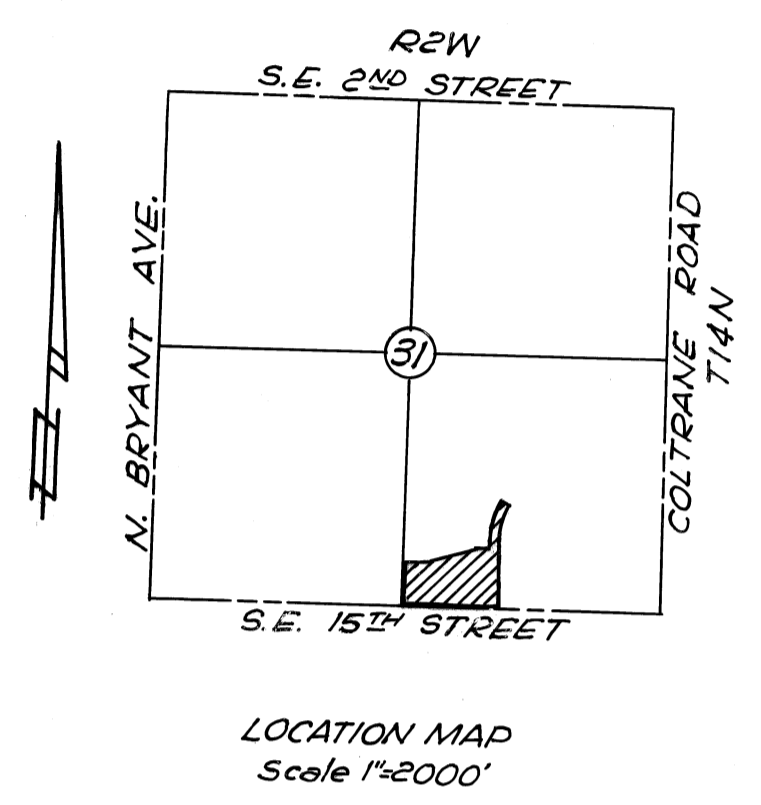 R2W
S.E. 2ND STREET
N. BRYANT AVE.
COLTRANE ROAD
T14N
31
S.E. 15TH STREET
LOCATION MAP
Scale 1"=2000'